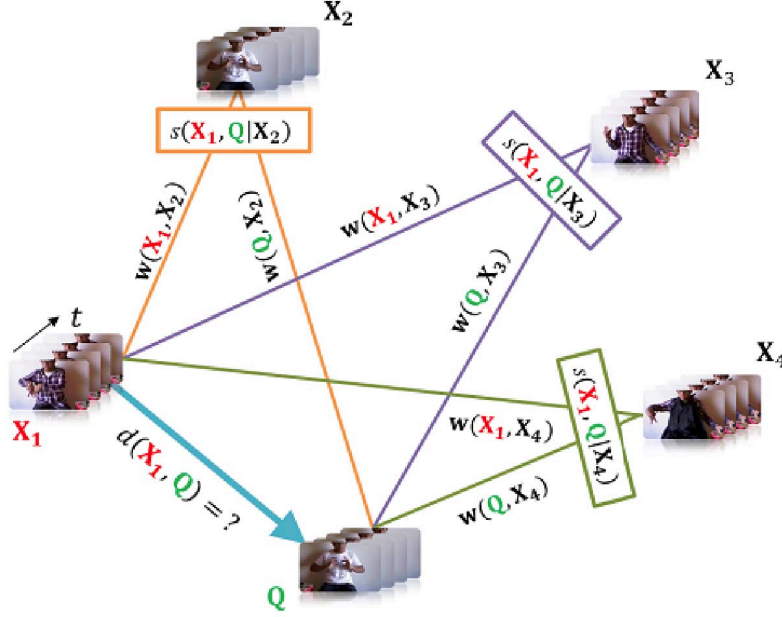 X₂
X₃
s(X₁, Q|X₂)
s(X₁, Q|X₃)
w(X₁, X₂)
w(Q, X₂)
w(X₁, X₃)
w(Q, X₃)
t
X₄
s(X₁, Q|X₄)
X₁
w(X₁, X₄)
d(X₁, Q) = ?
w(Q, X₄)
Q